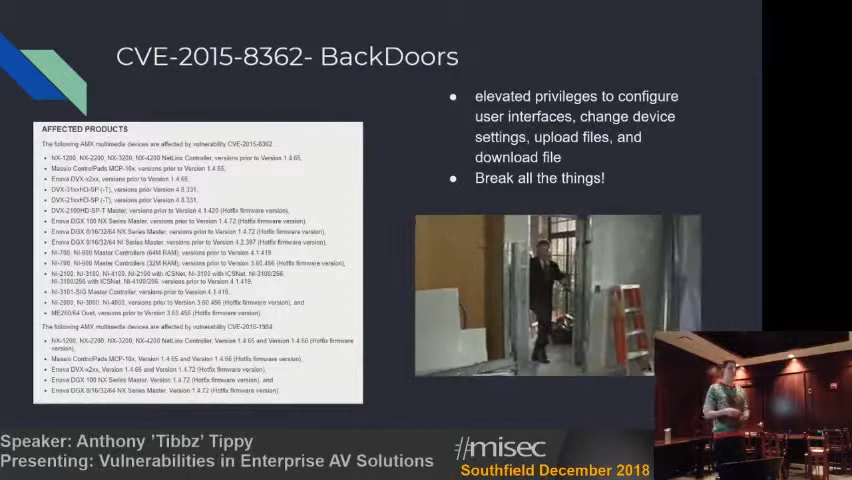 CVE-2015-8362- BackDoors
elevated privileges to configure
user interfaces, change device
settings, upload files, and
download file
Break all the things!
AFFECTED PRODUCTS
The following AMX multimedia devices are affected by vulnerability CVE-2015-8362
NX-1200, NX-2200, NX-3200, NX-4200 NetLinx Controller, versions prior to Version 1.4.65,
Massio ControlPads MCP-10x, versions prior to Version 1.4.65,
Enova DVX-x2xx, versions prior to Version 1.4.65,
DVX-31xxHD-SP (-T), versions prior Version 4.8.331,
DVX-21xxHD-SP (-T), versions prior Version 4.8.331,
DVX-2100HD-SP-T Master, versions prior to Version 4.1.420 (Hotfix firmware version),
Enova DGX 100 NX Series Master, versions prior to Version 1.4.72 (Hotfix firmware version),
Enova DGX 8/16/32/64 NX Series Master, versions prior to Version 1.4.72 (Hotfix firmware version),
Enova DGX 8/16/32/64 NI Series Master, versions prior to Version 4.2.397 (Hotfix firmware version),
NI-700, NI-900 Master Controllers (64M RAM), versions prior to Version 4.1.419
NI-700, NI-900 Master Controllers (32M RAM), versions prior to Version 3.60.456 (Hotfix firmware version),
NI-2100, NI-3100, NI-4100, NI-2100 with ICSNet, NI-3100 with ICSNet, NI-3100/256
NI-3100/256 with ICSNet, NI-4100/256, versions prior to Version 4.1.419,
NI-3101-SIG Master Controller, versions prior to Version 4.1.419,
NI-2000, NI-3000, NI-4000, versions prior to Version 3.60.456 (Hotfix firmware version), and
ME260/64 Duet, versions prior to Version 3.60.456 (Hotfix firmware version).
The following AMX multimedia devices are affected by vulnerability CVE-2015-1984
NX-1200, NX-2200, NX-3200, NX-4200 NetLinx Controller, Version 1.4.65 and Version 1.4.66 (Hotfix firmware
version),
Massio ControlPads MCP-10x, Version 1.4.65 and Version 1.4.66 (Hotfix firmware version),
Enova DVX-x2xx, Version 1.4.65 and Version 1.4.72 (Hotfix firmware version),
Enova DGX 100 NX Series Master, Version 1.4.72 (Hotfix firmware version), and
Enova DGX 8/16/32/64 NX Series Master, Version 1.4.72 (Hotfix firmware version).
Speaker: Anthony 'Tibbz' Tippy
Presenting: Vulnerabilities in Enterprise AV Solutions
#misec
Southfield December 2018